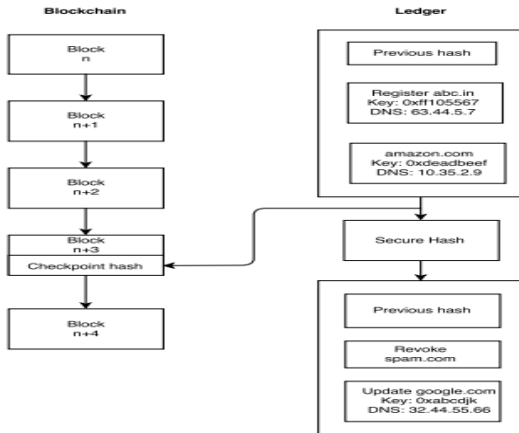 Blockchain
Block
n
Block
n+1
Block
n+2
Block
n+3
Checkpoint hash
Block
n+4
Ledger
Previous hash
Register abc.in
Key: 0xff105567
DNS: 63.44.5.7
amazon.com
Key: 0xdeadbeef
DNS: 10.35.2.9
Secure Hash
Previous hash
Revoke
spam.com
Update google.com
Key: 0xabcdjk
DNS: 32.44.55.66